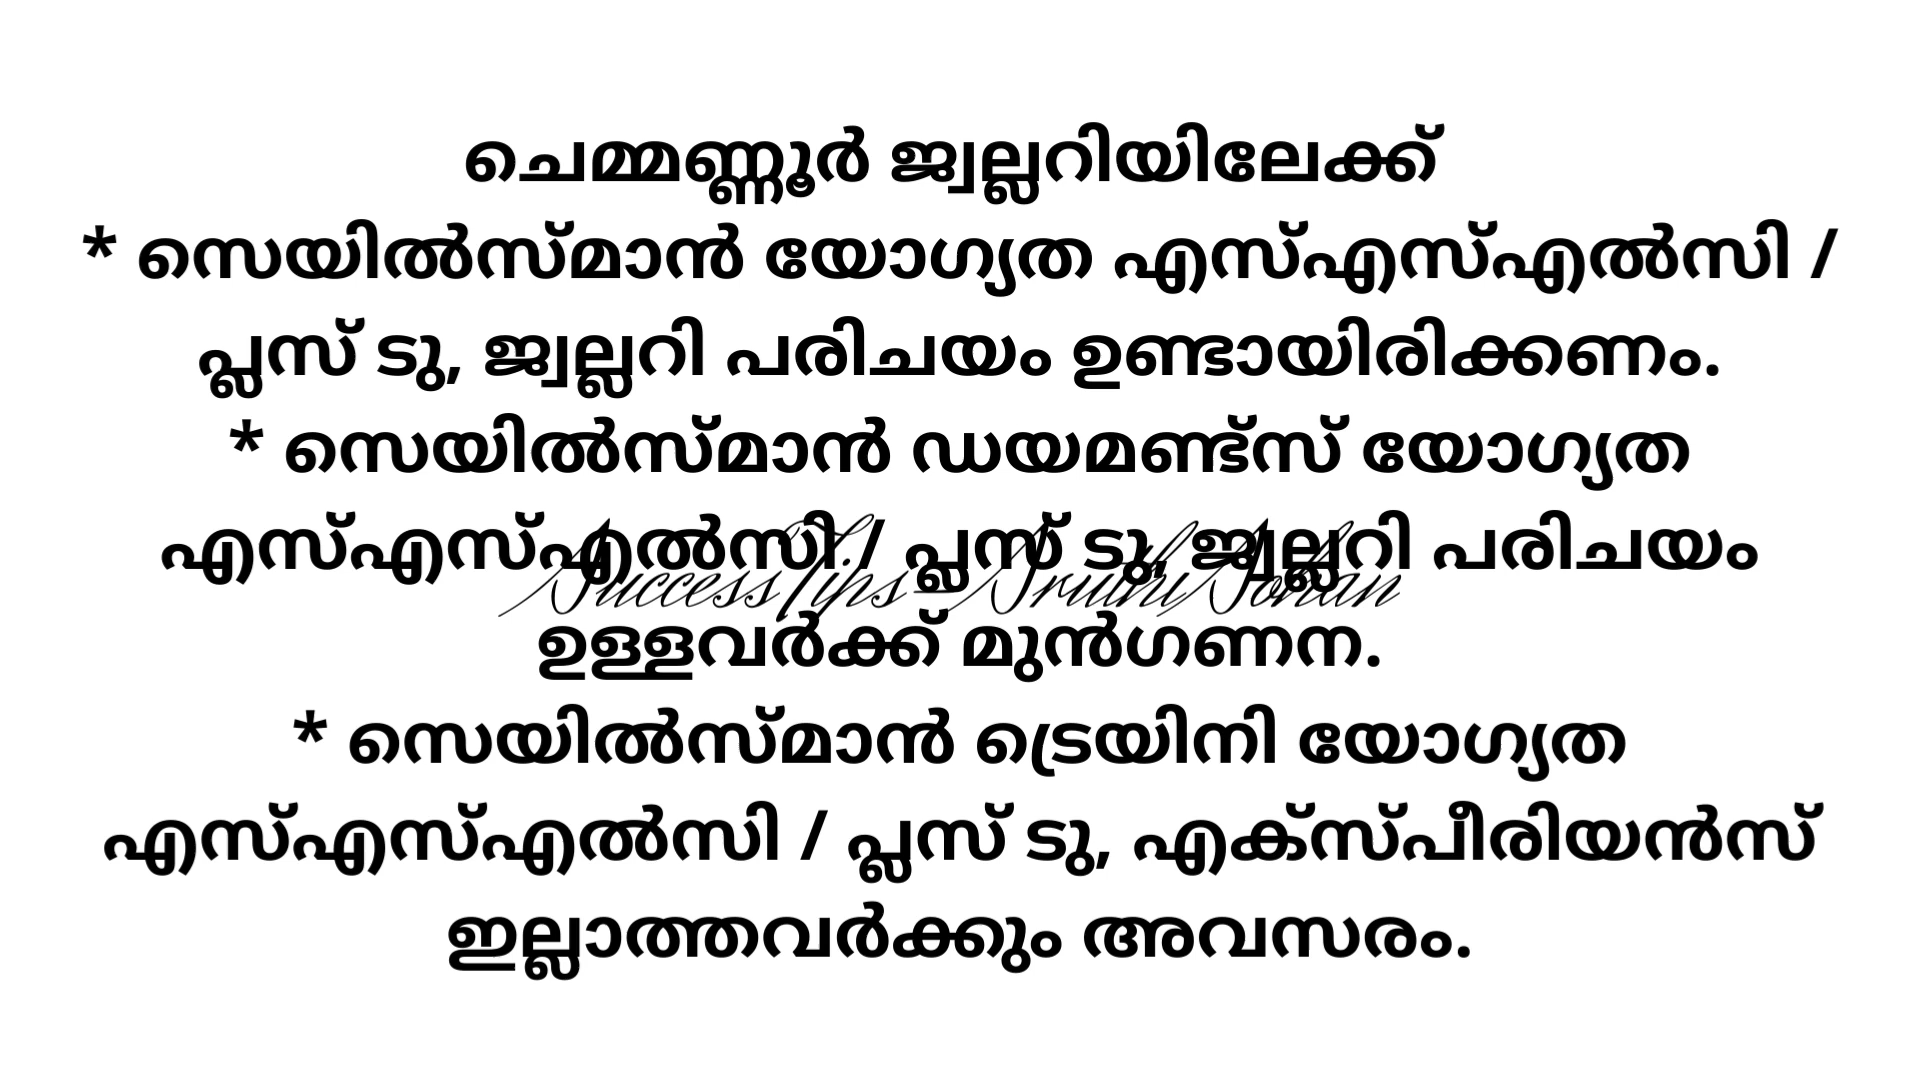 ചെമ്മണ്ണൂർ ജ്വല്ലറിയിലേക്ക്
* സെയിൽസ്മാൻ യോഗ്യത എസ്എസ്എൽസി /
പ്ലസ് ടു, ജ്വല്ലറി പരിചയം ഉണ്ടായിരിക്കണം.
* സെയിൽസ്മാൻ ഡയമണ്ട്സ് യോഗ്യത
എസ്എസ്എൽസി / പ്ലസ് ടു, ജ്വല്ലറി പരിചയം
SuccessTips-SruthiSohan
ഉള്ളവർക്ക് മുൻഗണന.
* സെയിൽസ്മാൻ ട്രെയിനി യോഗ്യത
എസ്എസ്എൽസി / പ്ലസ് ടു, എക്സ്പീരിയൻസ്
ഇല്ലാത്തവർക്കും അവസരം.